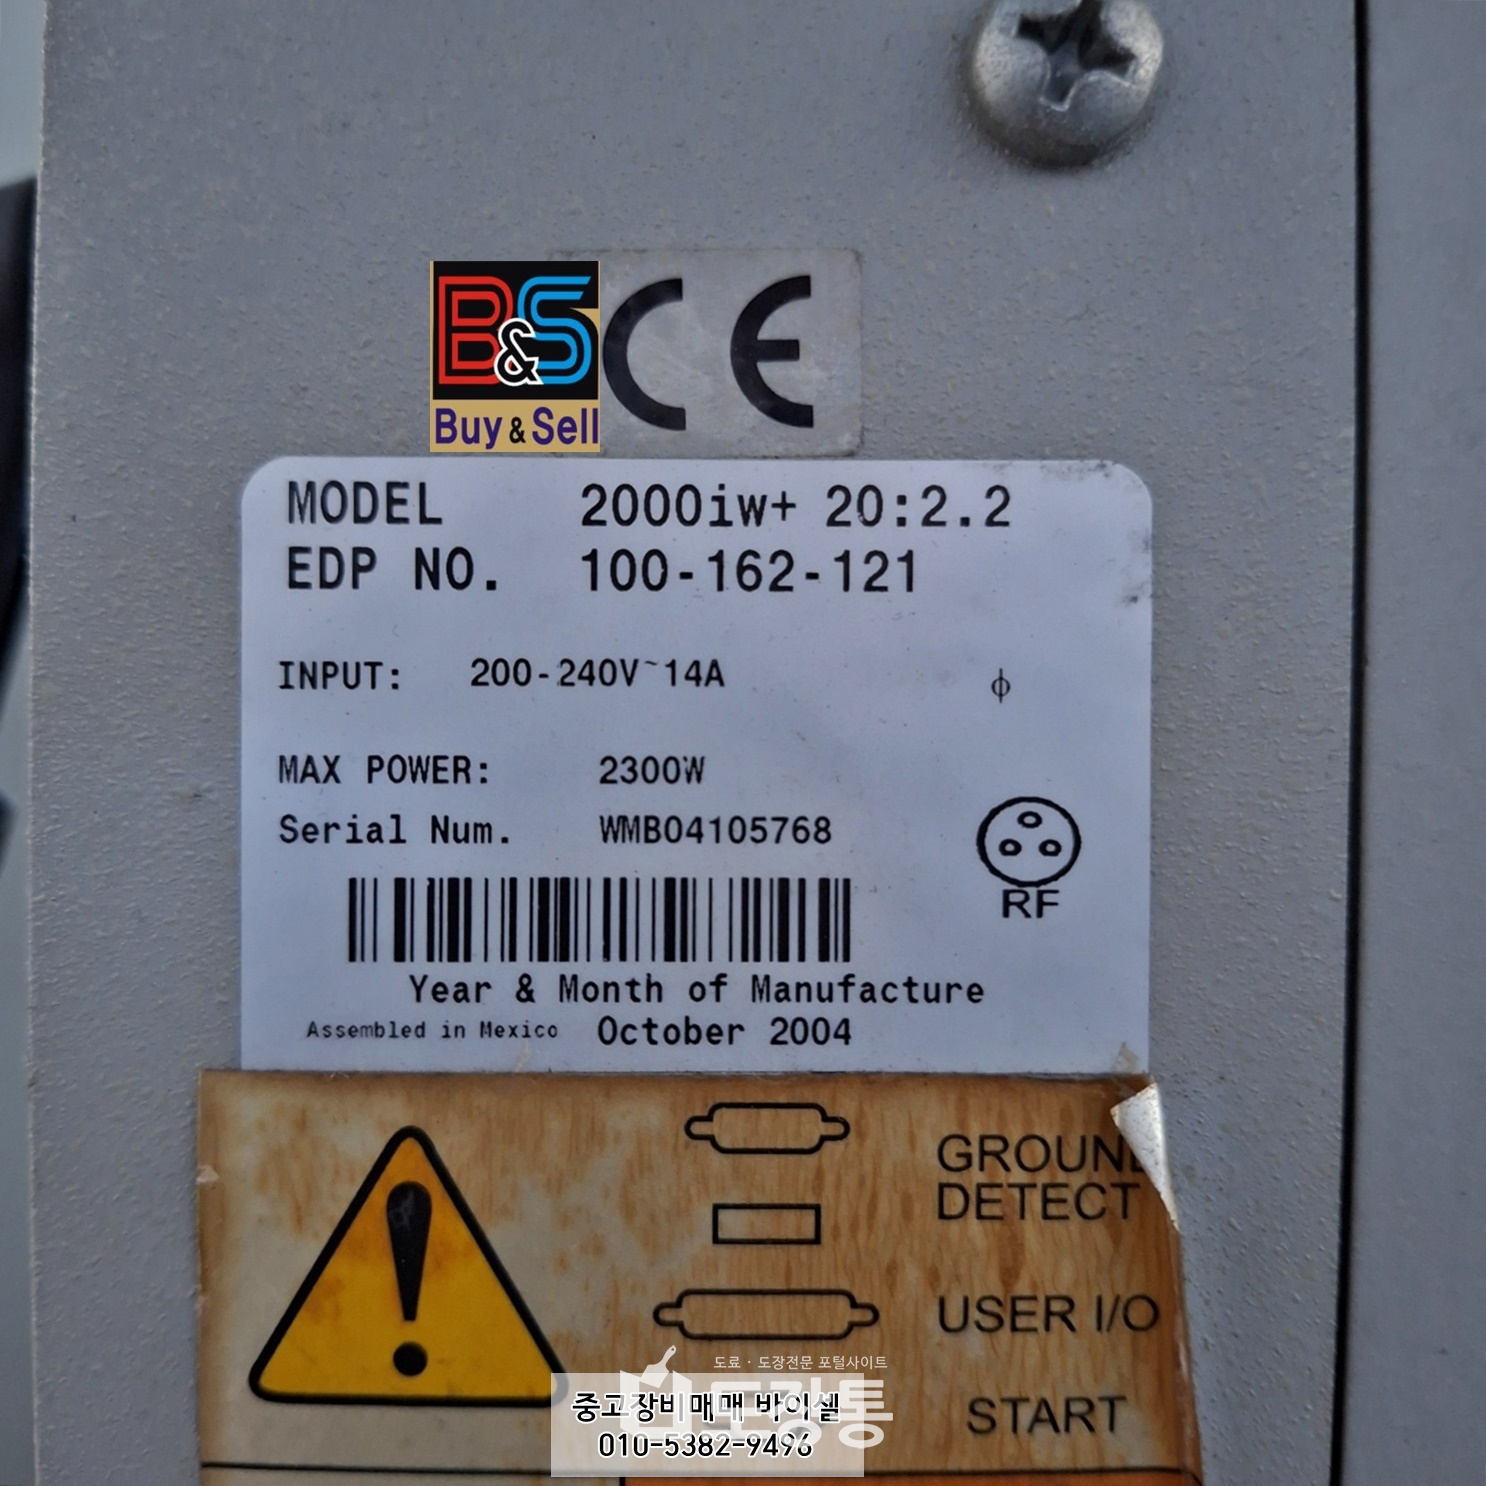 B&S
Buy & Sell
CE
MODEL 2000iw+ 20:2.2
EDP NO. 100-162-121
INPUT: 200-240V~14A ϕ
MAX POWER: 2300W
Serial Num. WMB04105768
RF
Year & Month of Manufacture
Assembled in Mexico October 2004
GROUND
DETECT
USER I/O
START
도료 · 도장전문 포털사이트
도장통
중고장비매매 바이셀
010-5382-9496